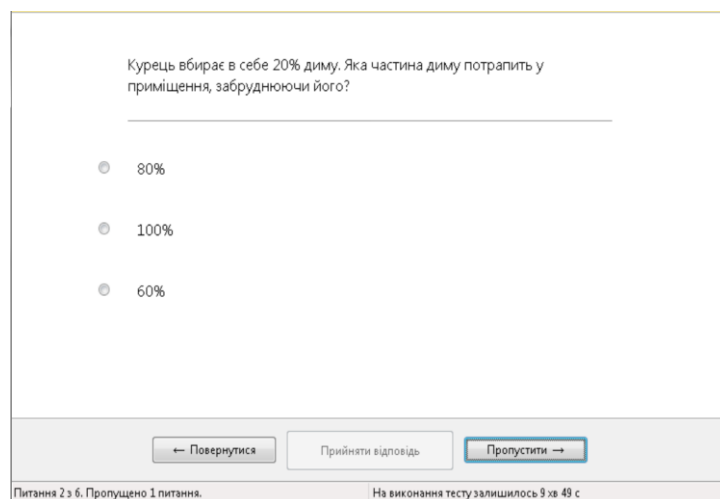 Курець вбирає в себе 20% диму. Яка частина диму потрапить у
приміщення, забруднюючи його?
80%
100%
60%
← Повернутися
Прийняти відповідь
Пропустити →
Питання 2 з 6. Пропущено 1 питання.
На виконання тесту залишилось 9 хв 49 с